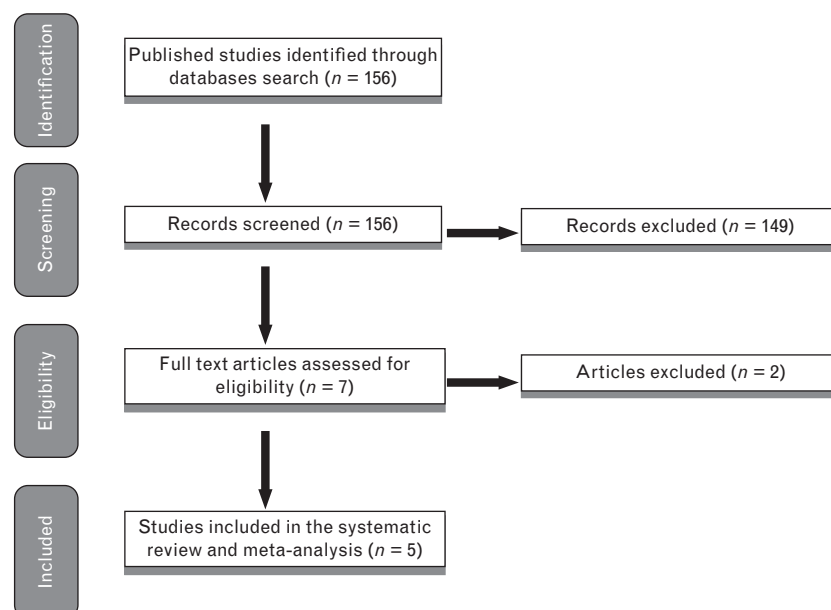 Identification
Published studies identified through
databases search (n = 156)
Screening
Records screened (n = 156)
Records excluded (n = 149)
Eligibility
Full text articles assessed for
eligibility (n = 7)
Articles excluded (n = 2)
Included
Studies included in the systematic
review and meta-analysis (n = 5)